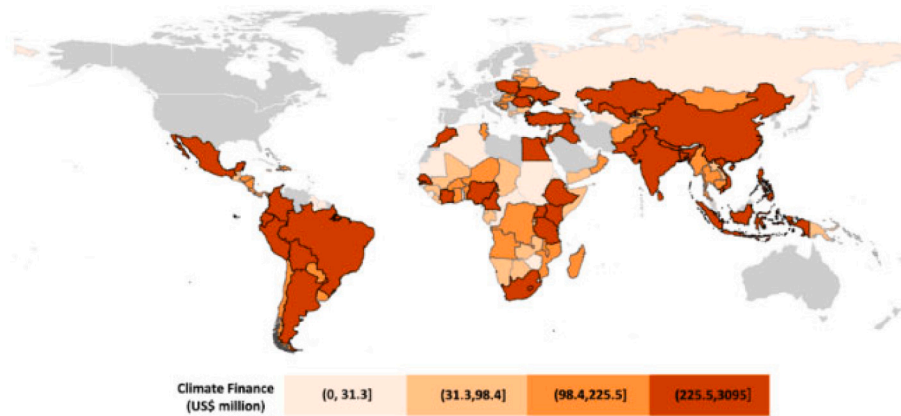 Climate Finance
(US$ million)
(0, 31.3]
(31.3,98.4]
(98.4,225.5]
(225.5,3095]